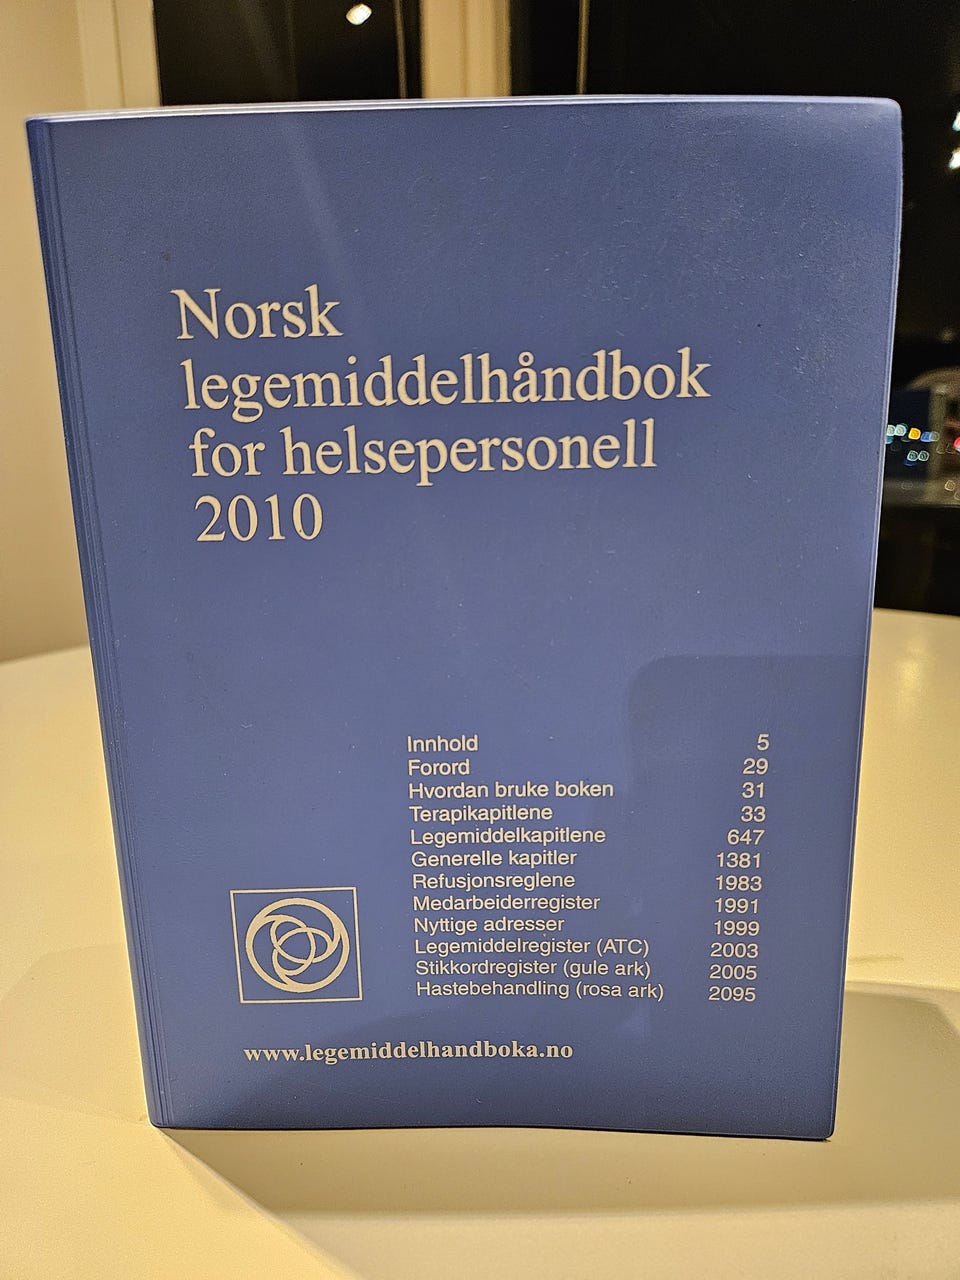 Norsk
legemiddelhåndbok
for helsepersonell
2010
Innhold 5
Forord 29
Hvordan bruke boken 31
Terapikapitlene 33
Legemiddelkapitlene 647
Generelle kapitler 1381
Refusjonsreglene 1983
Medarbeiderregister 1991
Nyttige adresser 1999
Legemiddelregister (ATC) 2003
Stikkordregister (gule ark) 2005
Hastebehandling (rosa ark) 2095
www.legemiddelhandboka.no